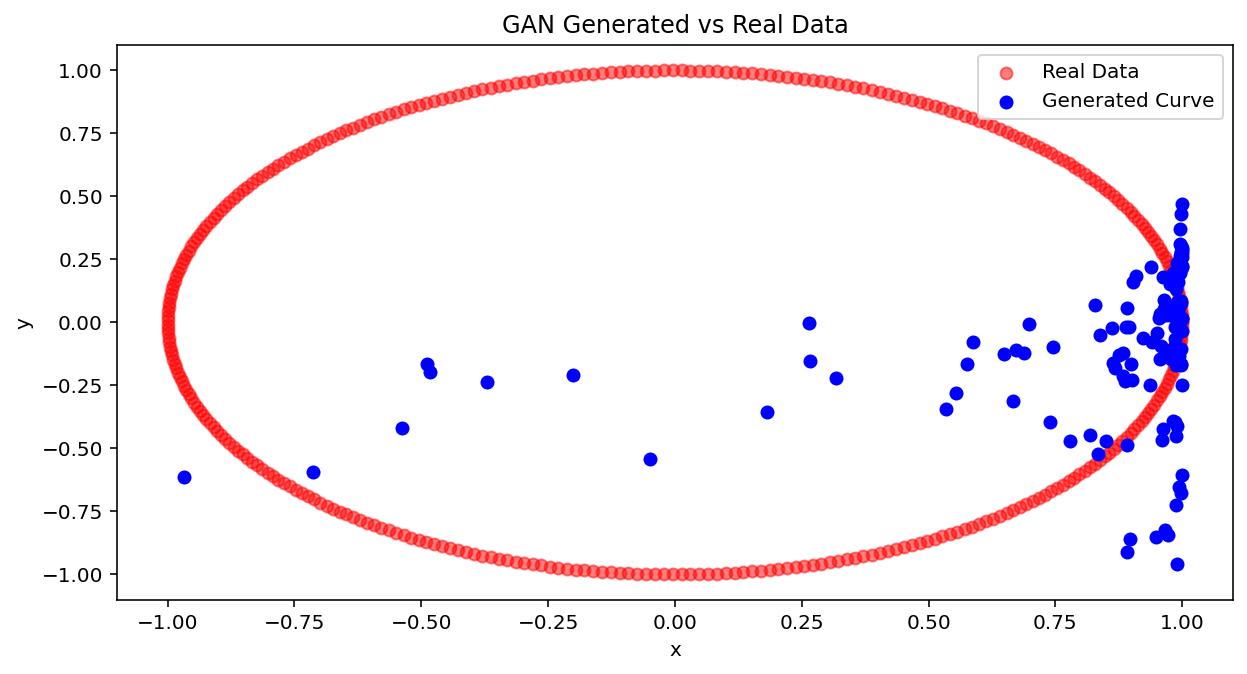 GAN Generated vs Real Data
Real Data
Generated Curve
1.00
0.75
0.50
0.25
0.00
−0.25
−0.50
−0.75
−1.00
y
−1.00 −0.75 −0.50 −0.25 0.00 0.25 0.50 0.75 1.00
x